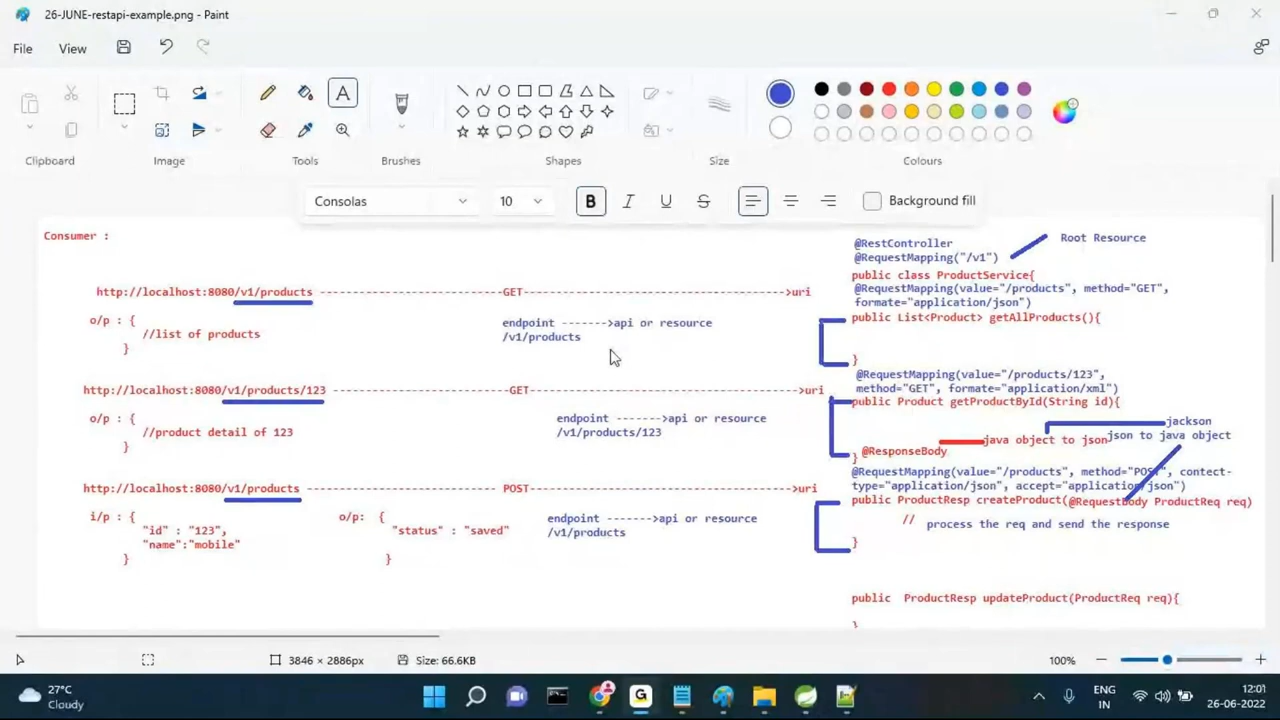 26-JUNE-restapi-example.png - Paint
File View
Clipboard Image Tools Brushes Shapes Size Colours
Consolas 10 B I U S Background fill
Consumer :
http://localhost:8080/v1/products ----------------------------GET---------------------------------------->uri
o/p : {
//list of products
}
endpoint ------->api or resource
/v1/products
http://localhost:8080/v1/products/123 ---------------------------GET----------------------------------------->uri
o/p : {
//product detail of 123
}
endpoint ------->api or resource
/v1/products/123
http://localhost:8080/v1/products ----------------------------- POST----------------------------------------->uri
i/p : {
"id" : "123",
"name":"mobile"
}
o/p: {
"status" : "saved"
}
endpoint ------->api or resource
/v1/products
@RestController
@RequestMapping("/v1")
Root Resource
public class ProductService{
@RequestMapping(value="/products", method="GET",
formate="application/json")
public List<Product> getAllProducts(){
}
@RequestMapping(value="/products/123",
method="GET", formate="application/xml")
public Product getProductById(String id){
jackson
java object to json
json to java object
} @ResponseBody
@RequestMapping(value="/products", method="POST", contect-
type="application/json", accept="application/json")
public ProductResp createProduct(@RequestBody ProductReq req)
// process the req and send the response
}
public ProductResp updateProduct(ProductReq req){
}
3846 × 2886px Size: 66.6KB 100%
27°C
Cloudy
ENG
IN
12:01
26-06-2022